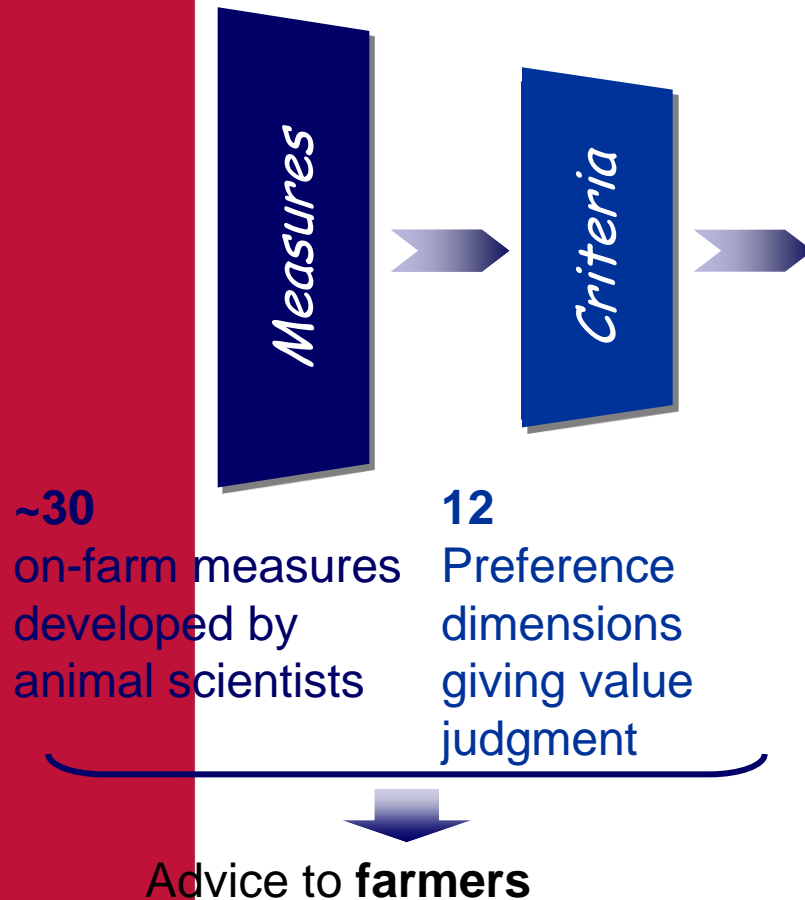 Measures
Criteria
~30
on-farm measures
developed by
animal scientists
12
Preference
dimensions
giving value
judgment
Advice to farmers